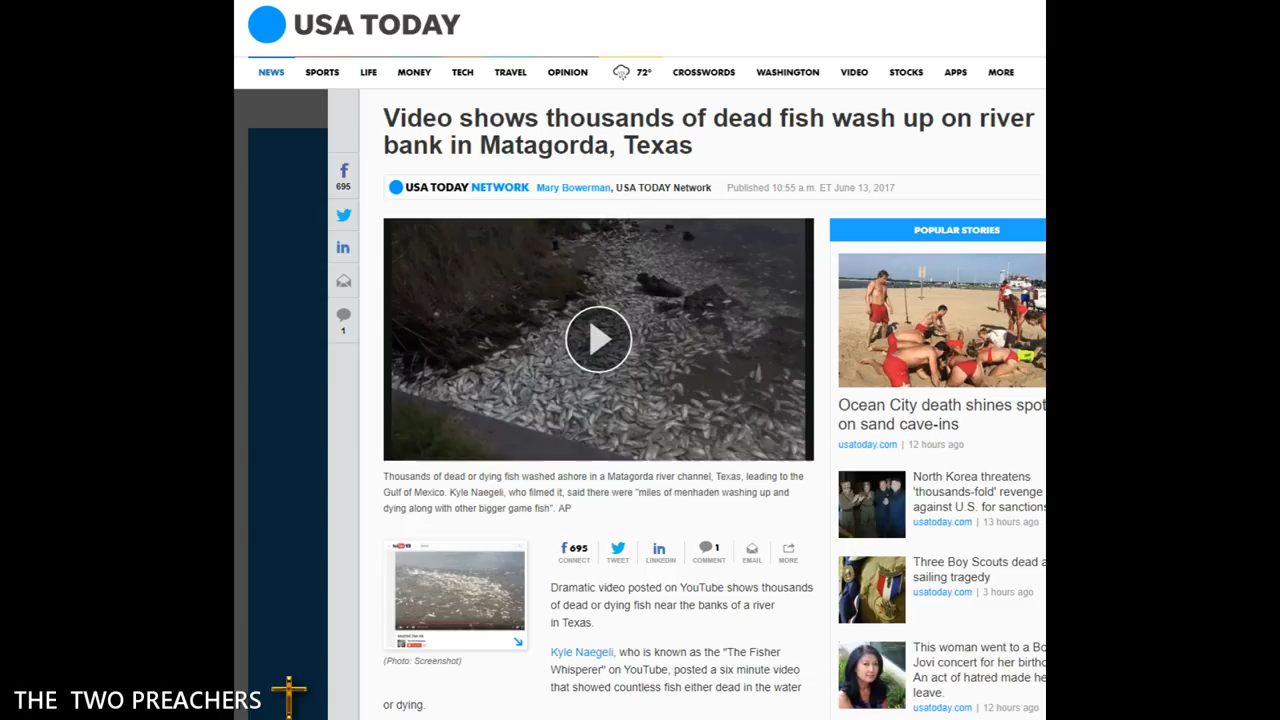 USA TODAY
NEWS SPORTS LIFE MONEY TECH TRAVEL OPINION 72° CROSSWORDS WASHINGTON VIDEO STOCKS APPS MORE
Video shows thousands of dead fish wash up on river
bank in Matagorda, Texas
USA TODAY NETWORK Mary Bowerman, USA TODAY Network Published 10:55 a.m. ET June 13, 2017
f
695
in
1
Thousands of dead or dying fish washed ashore in a Matagorda river channel, Texas, leading to the
Gulf of Mexico. Kyle Naegeli, who filmed it, said there were "miles of menhaden washing up and
dying along with other bigger game fish". AP
(Photo: Screenshot)
f 695 in 1
CONNECT TWEET LINKEDIN COMMENT EMAIL MORE
Dramatic video posted on YouTube shows thousands
of dead or dying fish near the banks of a river
in Texas.
Kyle Naegeli, who is known as the "The Fisher
Whisperer" on YouTube, posted a six minute video
that showed countless fish either dead in the water
or dying.
POPULAR STORIES
Ocean City death shines spot
on sand cave-ins
usatoday.com | 12 hours ago
North Korea threatens
'thousands-fold' revenge
against U.S. for sanctions
usatoday.com | 13 hours ago
Three Boy Scouts dead a
sailing tragedy
usatoday.com | 3 hours ago
This woman went to a Bo
Jovi concert for her birthd
An act of hatred made he
leave.
usatoday.com | 12 hours ago
THE TWO PREACHERS